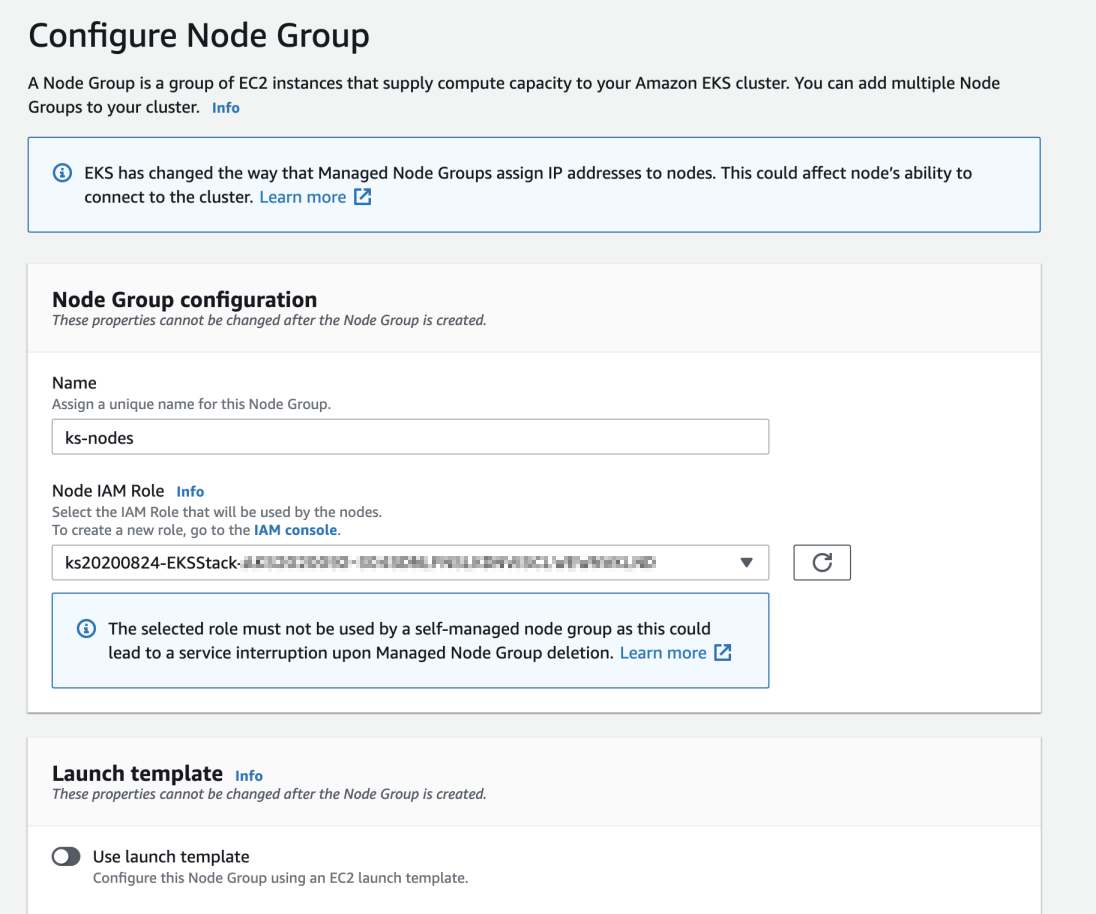 Configure Node Group
A Node Group is a group of EC2 instances that supply compute capacity to your Amazon EKS cluster. You can add multiple Node
Groups to your cluster. Info
EKS has changed the way that Managed Node Groups assign IP addresses to nodes. This could affect node’s ability to
connect to the cluster. Learn more
Node Group configuration
These properties cannot be changed after the Node Group is created.
Name
Assign a unique name for this Node Group.
ks-nodes
Node IAM Role Info
Select the IAM Role that will be used by the nodes.
To create a new role, go to the IAM console.
ks20200824-EKSStack-
The selected role must not be used by a self-managed node group as this could
lead to a service interruption upon Managed Node Group deletion. Learn more
Launch template Info
These properties cannot be changed after the Node Group is created.
Use launch template
Configure this Node Group using an EC2 launch template.